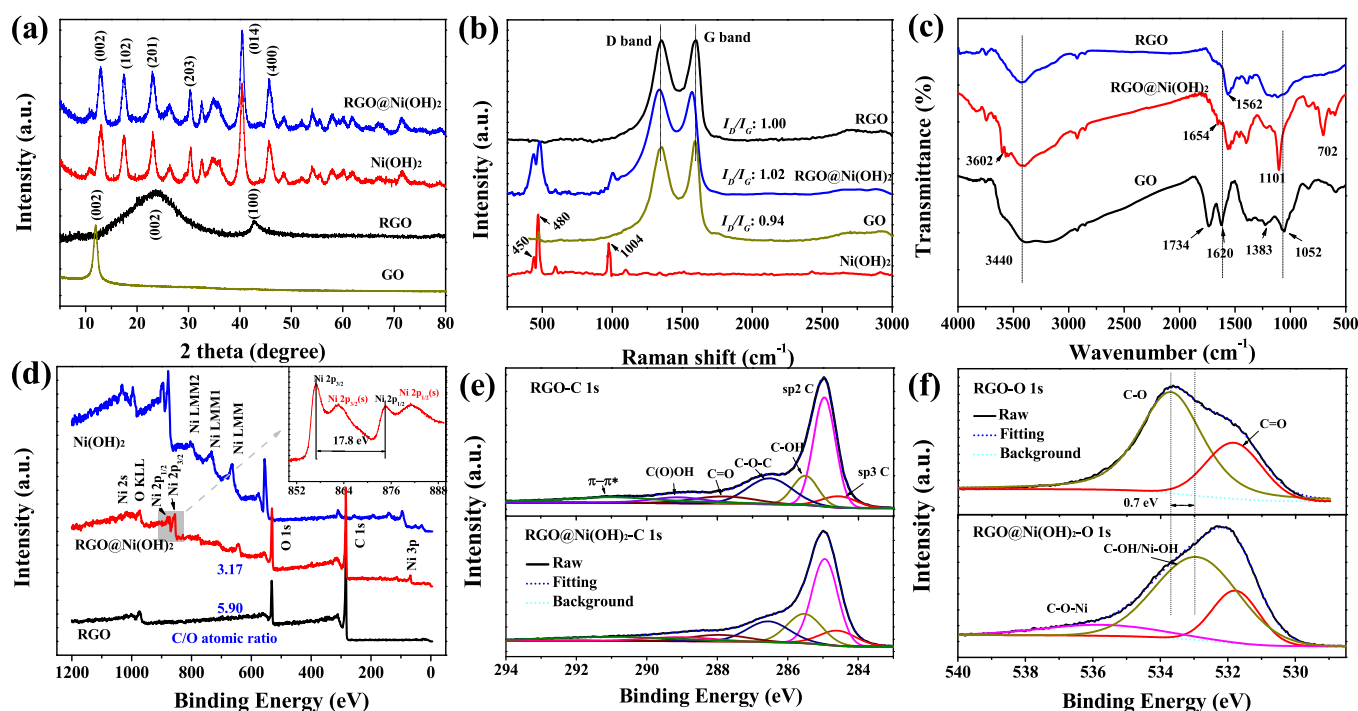 (a)
(002)
(102)
(201)
(203)
(014)
(400)
RGO@Ni(OH)2
Ni(OH)2
(002)
(002)
(100)
RGO
GO
Intensity (a.u.)
10 20 30 40 50 60 70 80
2 theta (degree)
(b)
D band
G band
ID/IG: 1.00
RGO
ID/IG: 1.02
RGO@Ni(OH)2
ID/IG: 0.94
GO
450
480
1004
Ni(OH)2
Intensity (a.u.)
500 1000 1500 2000 2500 3000
Raman shift (cm-1)
(c)
RGO
1562
RGO@Ni(OH)2
1654
3602
702
1101
GO
3440
1734
1620
1383
1052
Transmittance (%)
4000 3500 3000 2500 2000 1500 1000 500
Wavenumber (cm-1)
(d)
Ni(OH)2
Ni LMM2
Ni LMM1
Ni LMM
Ni 2p3/2
Ni 2p3/2(s)
Ni 2p1/2
Ni 2p1/2(s)
17.8 eV
852 864 876 888
Ni 2s
O KLL
Ni 2p1/2
Ni 2p3/2
RGO@Ni(OH)2
3.17
O 1s
C 1s
Ni 3p
5.90
RGO
C/O atomic ratio
Intensity (a.u.)
1200 1000 800 600 400 200 0
Binding Energy (eV)
(e)
RGO-C 1s
sp2 C
C-OH
C-O-C
C=O
C(O)OH
π–π*
sp3 C
RGO@Ni(OH)2-C 1s
Raw
Fitting
Background
Intensity (a.u.)
294 292 290 288 286 284 282
Binding Energy (eV)
(f)
RGO-O 1s
C-O
Raw
Fitting
Background
C=O
0.7 eV
RGO@Ni(OH)2-O 1s
C-OH/Ni-OH
C-O-Ni
Intensity (a.u.)
540 538 536 534 532 530
Binding Energy (eV)